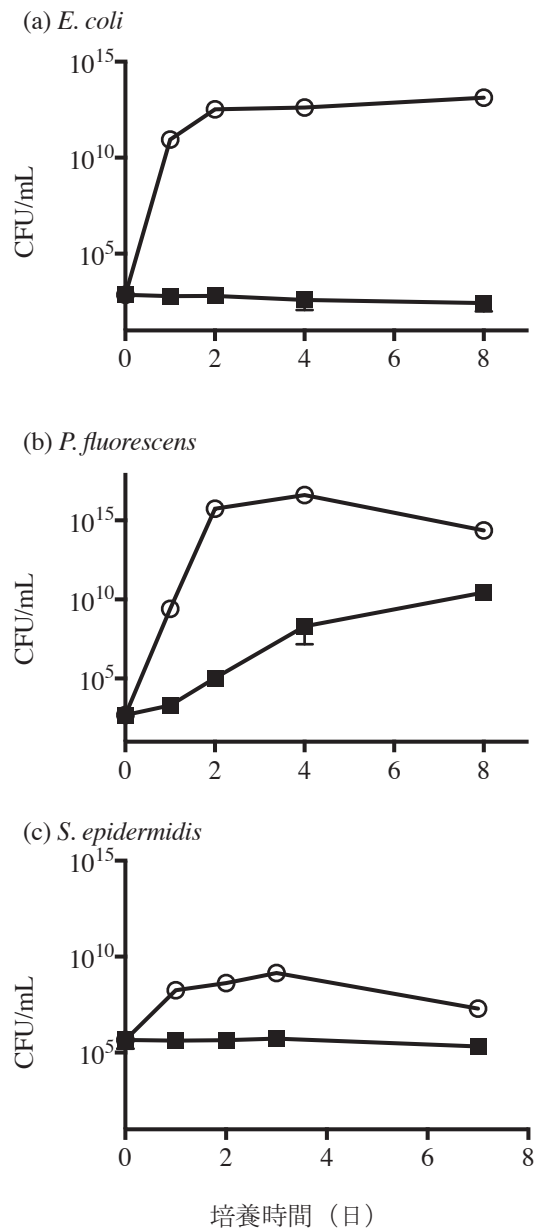 (a) E. coli
10^15
10^10
10^5
CFU/mL
0 2 4 6 8
(b) P. fluorescens
10^15
10^10
10^5
CFU/mL
0 2 4 6 8
(c) S. epidermidis
10^15
10^10
10^5
CFU/mL
0 2 4 6 8
培養時間（日）